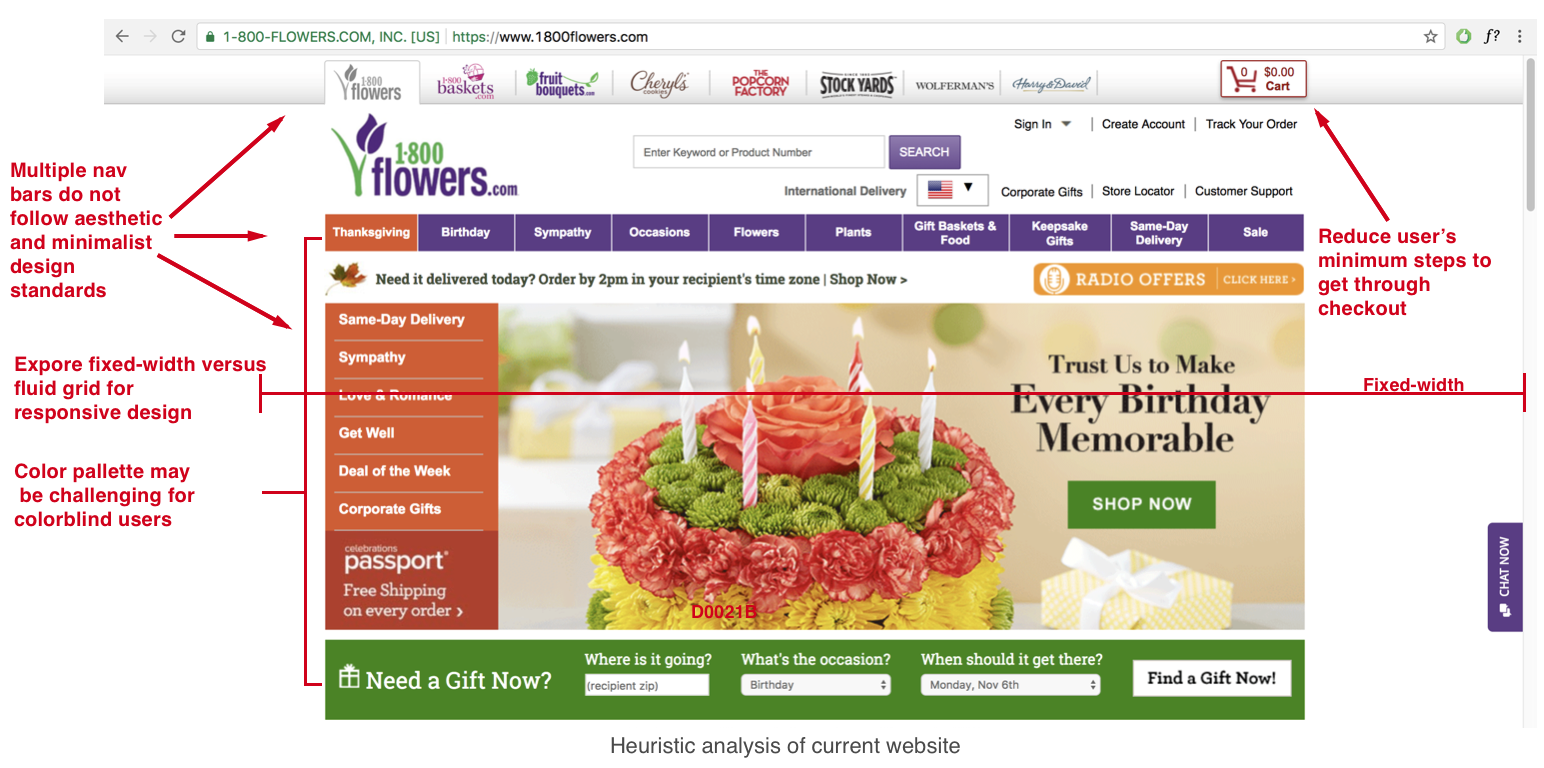 1-800-FLOWERS.COM, INC. [US] https://www.1800flowers.com
f?
1·800 flowers
1·800 baskets.com
fruit bouquets.com
Cheryl's COOKIES
THE POPCORN FACTORY
STOCK YARDS
WOLFERMAN'S
Harry & David
0 $0.00 Cart
Sign In | Create Account | Track Your Order
1·800 flowers.com
Enter Keyword or Product Number
SEARCH
International Delivery
Corporate Gifts | Store Locator | Customer Support
Multiple nav
bars do not
follow aesthetic
and minimalist
design
standards
Reduce user's
minimum steps to
get through
checkout
Thanksgiving
Birthday
Sympathy
Occasions
Flowers
Plants
Gift Baskets &
Food
Keepsake
Gifts
Same-Day
Delivery
Sale
Need it delivered today? Order by 2pm in your recipient's time zone | Shop Now >
RADIO OFFERS CLICK HERE >
Same-Day Delivery
Sympathy
Love & Romance
Get Well
Deal of the Week
Corporate Gifts
celebrations
passport®
Free Shipping
on every order >
Trust Us to Make
Every Birthday
Memorable
SHOP NOW
Expore fixed-width versus
fluid grid for
responsive design
Fixed-width
Color pallette may
be challenging for
colorblind users
D0021B
CHAT NOW
Need a Gift Now?
Where is it going?
(recipient zip)
What's the occasion?
Birthday
When should it get there?
Monday, Nov 6th
Find a Gift Now!
Heuristic analysis of current website